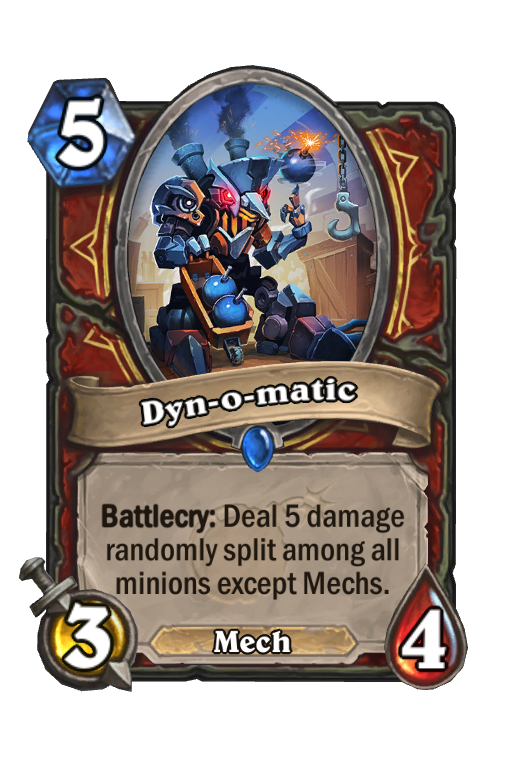 5
Dyn-o-matic
Battlecry: Deal 5 damage
randomly split among all
minions except Mechs.
3
Mech
4